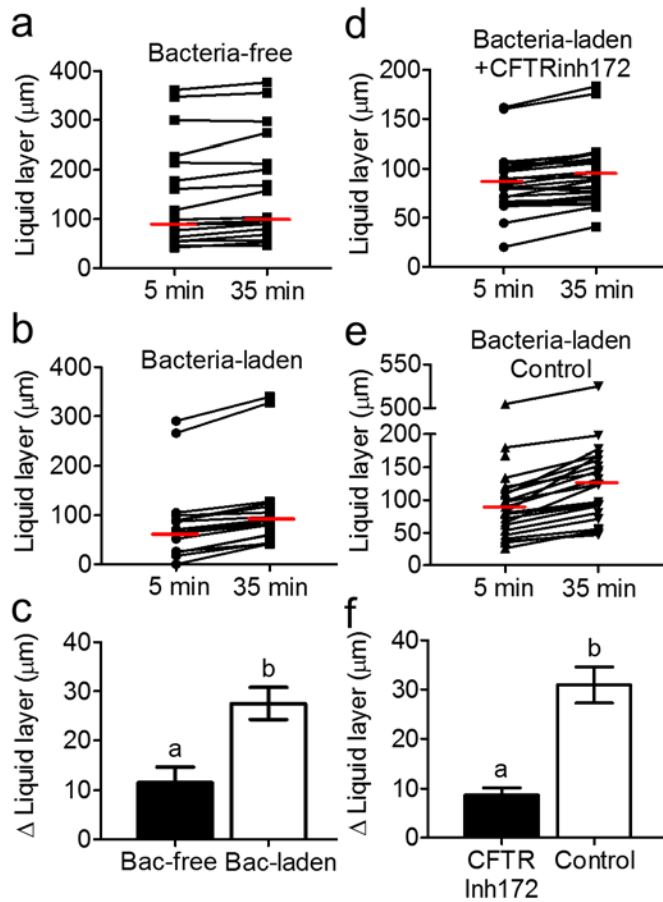 a
Bacteria-free
Liquid layer (μm)
400
300
200
100
0
5 min 35 min
b
Bacteria-laden
Liquid layer (μm)
400
300
200
100
0
5 min 35 min
c
Δ Liquid layer (μm)
40
30
20
10
0
a
b
Bac-free Bac-laden
d
Bacteria-laden
+CFTRinh172
Liquid layer (μm)
200
150
100
50
0
5 min 35 min
e
Bacteria-laden
Control
Liquid layer (μm)
550
500
200
150
100
50
0
5 min 35 min
f
Δ Liquid layer (μm)
40
30
20
10
0
a
b
CFTR Control
Inh172